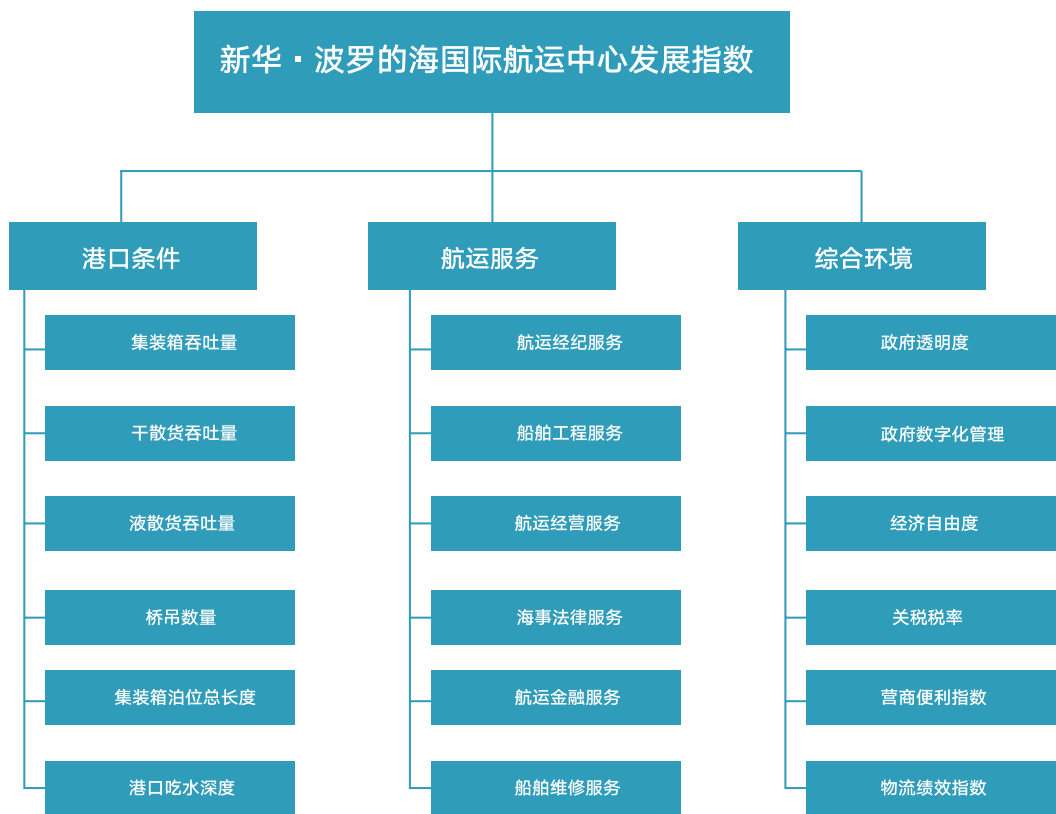 新华·波罗的海国际航运中心发展指数
港口条件
集装箱吞吐量
干散货吞吐量
液散货吞吐量
桥吊数量
集装箱泊位总长度
港口吃水深度
航运服务
航运经纪服务
船舶工程服务
航运经营服务
海事法律服务
航运金融服务
船舶维修服务
综合环境
政府透明度
政府数字化管理
经济自由度
关税税率
营商便利指数
物流绩效指数